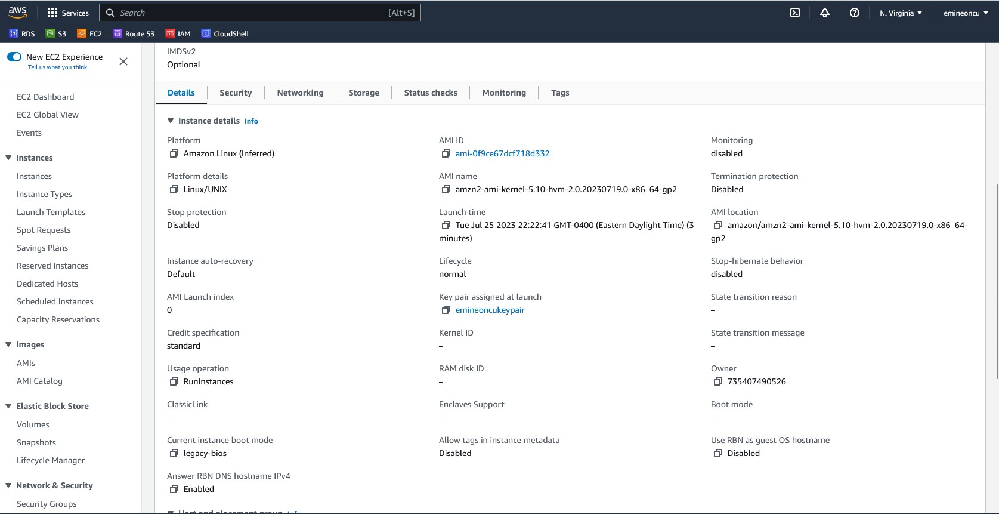 aws
Services
Search
[Alt+S]
N. Virginia
emineoncu
RDS
S3
EC2
Route 53
IAM
CloudShell
New EC2 Experience
Tell us what you think
EC2 Dashboard
EC2 Global View
Events
Instances
Instances
Instance Types
Launch Templates
Spot Requests
Savings Plans
Reserved Instances
Dedicated Hosts
Scheduled Instances
Capacity Reservations
Images
AMIs
AMI Catalog
Elastic Block Store
Volumes
Snapshots
Lifecycle Manager
Network & Security
Security Groups
IMDSv2
Optional
Details
Security
Networking
Storage
Status checks
Monitoring
Tags
Instance details Info
Platform
Amazon Linux (Inferred)
AMI ID
ami-0f9ce67dcf718d332
Monitoring
disabled
Platform details
Linux/UNIX
AMI name
amzn2-ami-kernel-5.10-hvm-2.0.20230719.0-x86_64-gp2
Termination protection
Disabled
Stop protection
Disabled
Launch time
Tue Jul 25 2023 22:22:41 GMT-0400 (Eastern Daylight Time) (3
minutes)
AMI location
amazon/amzn2-ami-kernel-5.10-hvm-2.0.20230719.0-x86_64-
gp2
Instance auto-recovery
Default
Lifecycle
normal
Stop-hibernate behavior
disabled
AMI Launch index
0
Key pair assigned at launch
emineoncukeypair
State transition reason
–
Credit specification
standard
Kernel ID
–
State transition message
–
Usage operation
RunInstances
RAM disk ID
–
Owner
735407490526
ClassicLink
–
Enclaves Support
–
Boot mode
–
Current instance boot mode
legacy-bios
Allow tags in instance metadata
Disabled
Use RBN as guest OS hostname
Disabled
Answer RBN DNS hostname IPv4
Enabled
Host and placement group Info